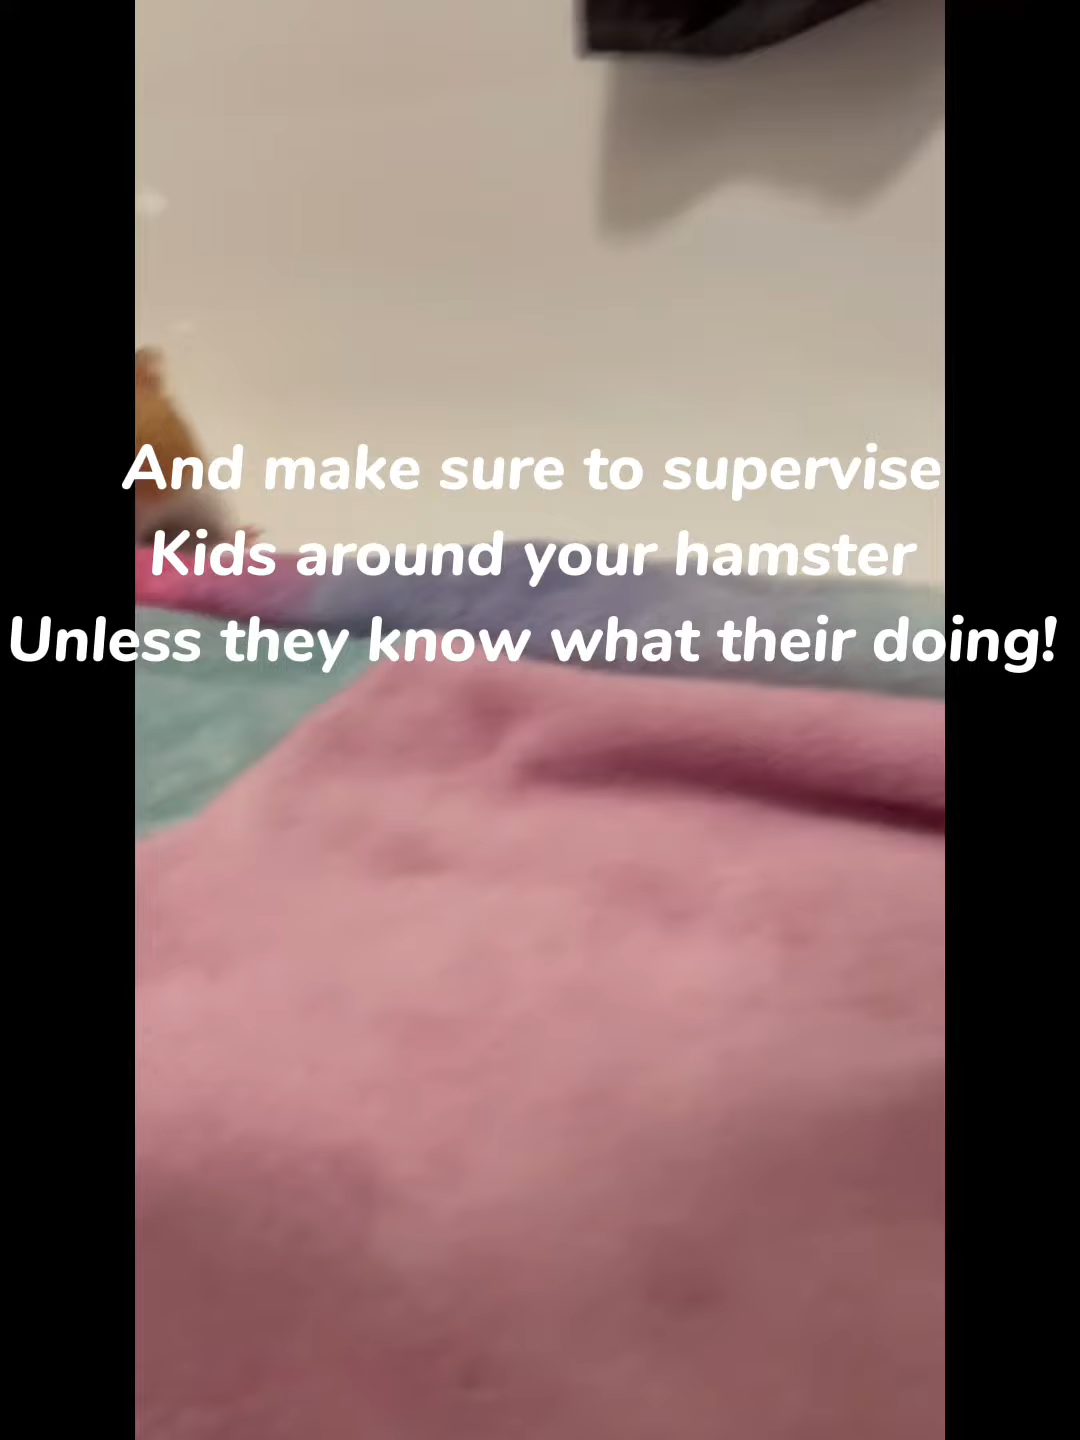 And make sure to supervise
Kids around your hamster
Unless they know what their doing!